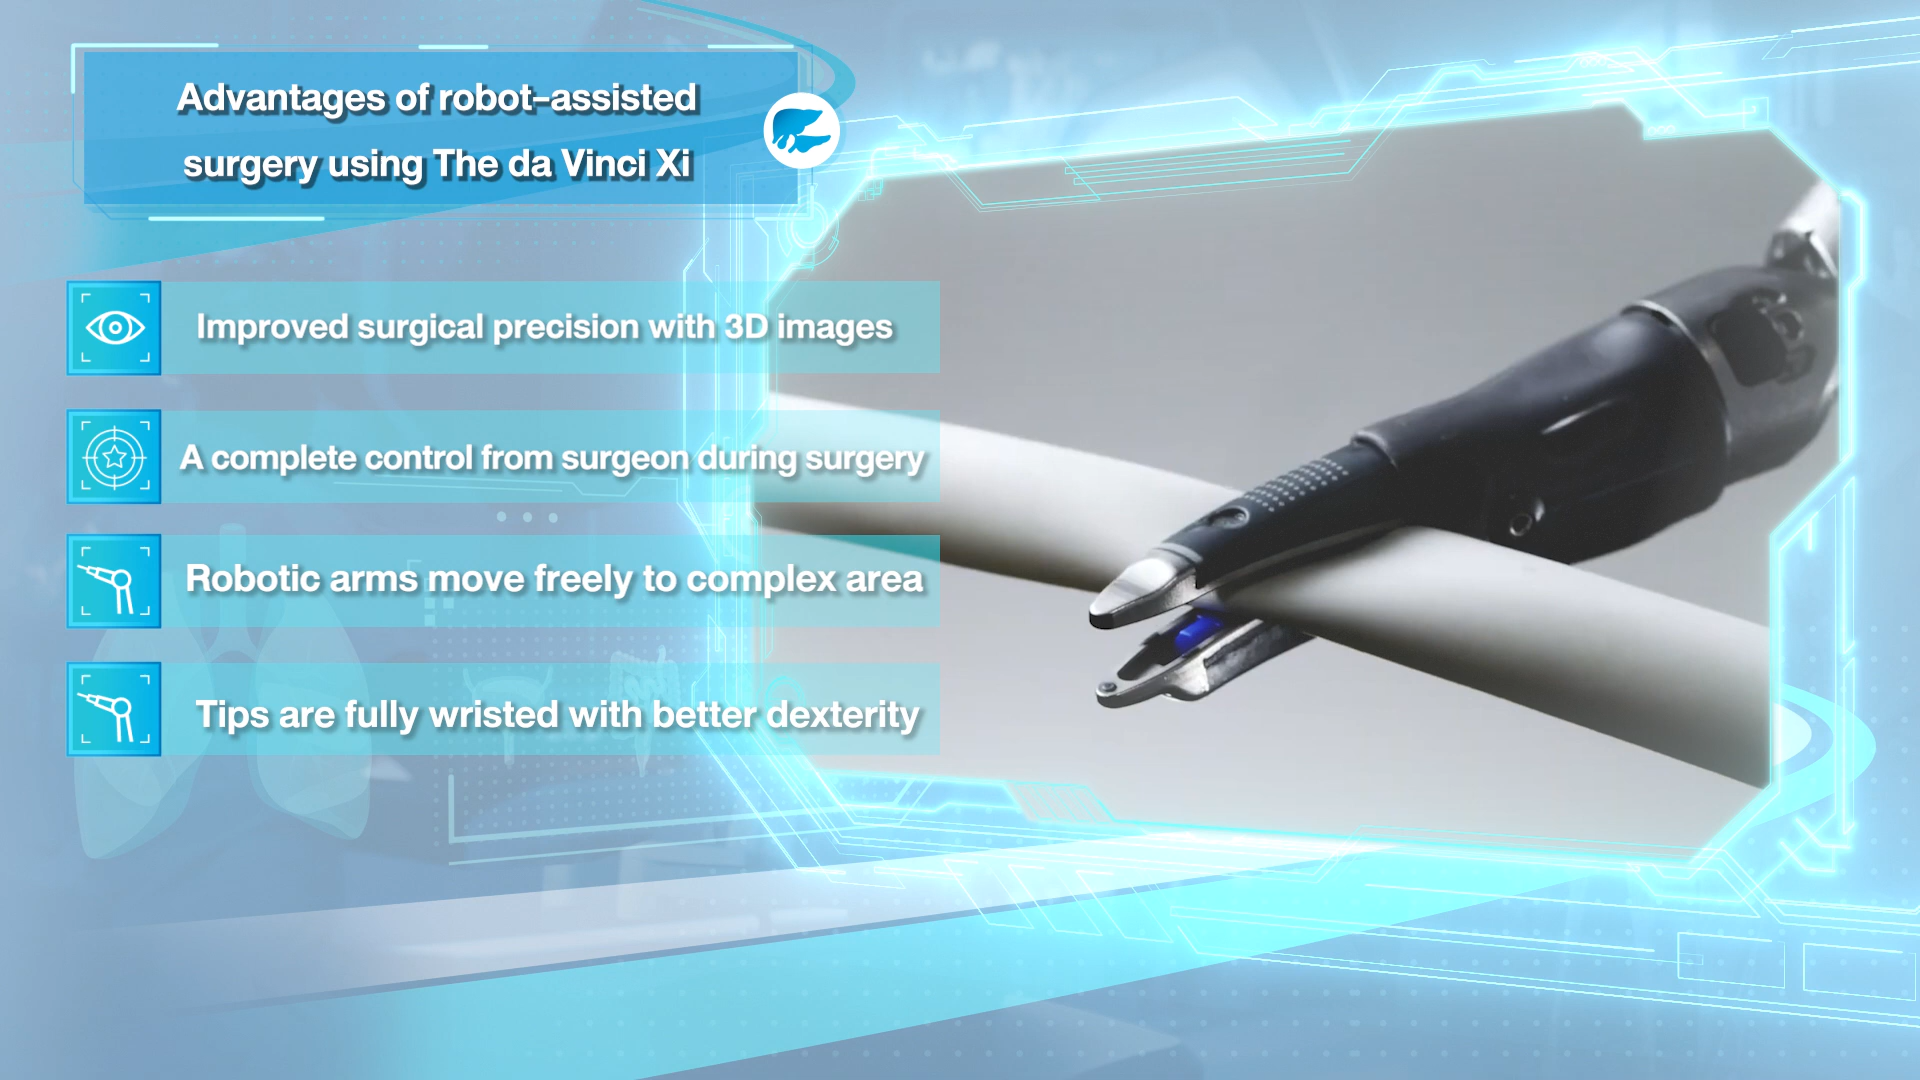 Advantages of robot-assisted
surgery using The da Vinci Xi
Improved surgical precision with 3D images
A complete control from surgeon during surgery
Robotic arms move freely to complex area
Tips are fully wristed with better dexterity